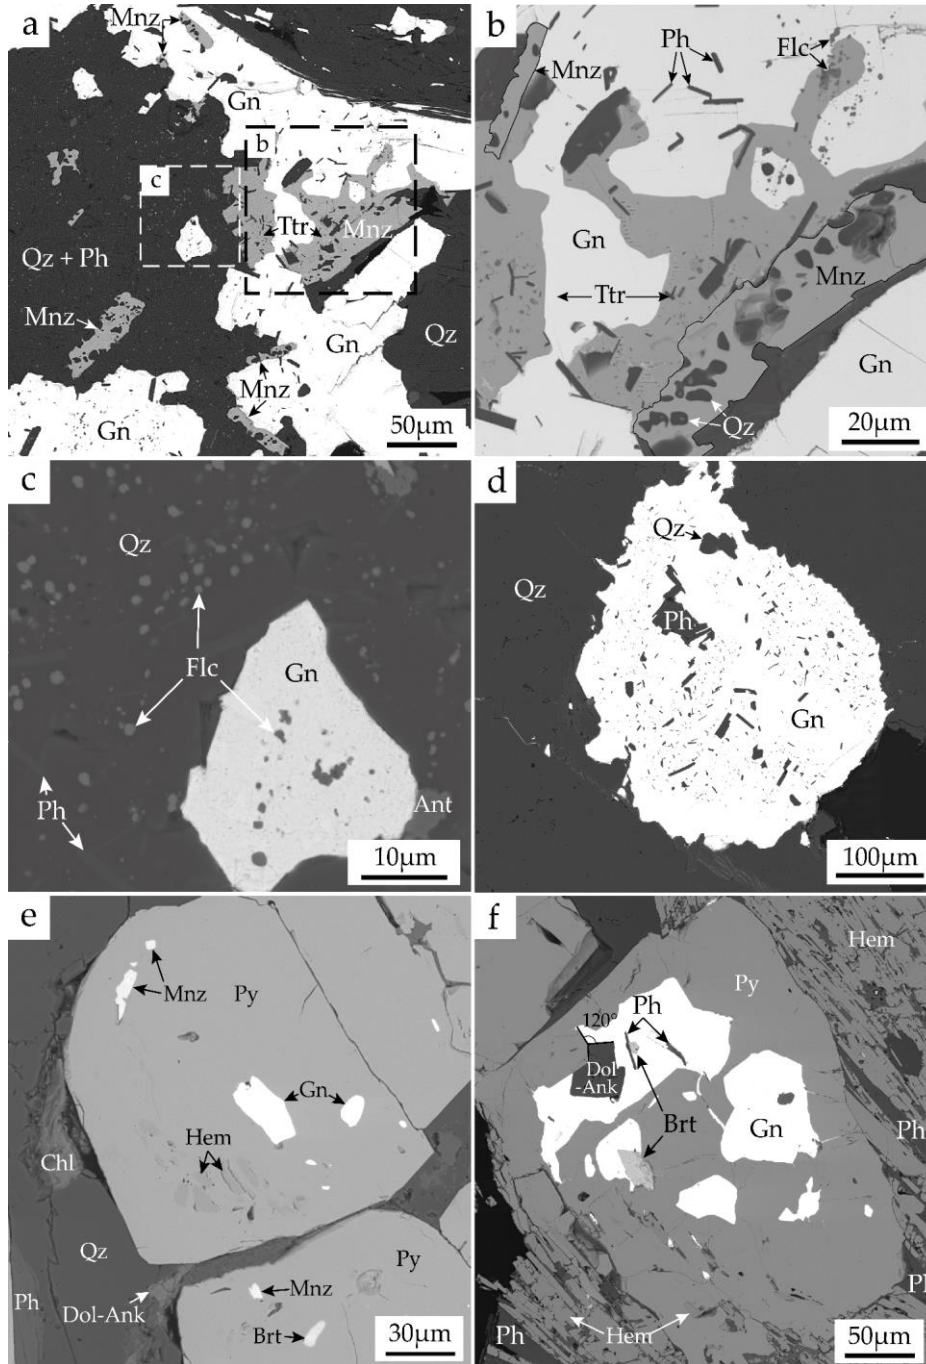 a
Mnz
Gn
b
c
Ttr
Mnz
Qz + Ph
Mnz
Gn
Qz
Mnz
Gn
50µm
b
Ph
Flc
Mnz
Gn
Mnz
Ttr
Gn
Qz
20µm
c
Qz
Flc
Gn
Ph
Ant
10µm
d
Qz
Qz
Ph
Gn
100µm
e
Mnz
Py
Gn
Hem
Chl
Qz
Py
Mnz
Ph
Dol-Ank
Brt
30µm
f
Hem
Ph
Py
120°
Dol
-Ank
Brt
Gn
Ph
Ph
Ph
Hem
50µm